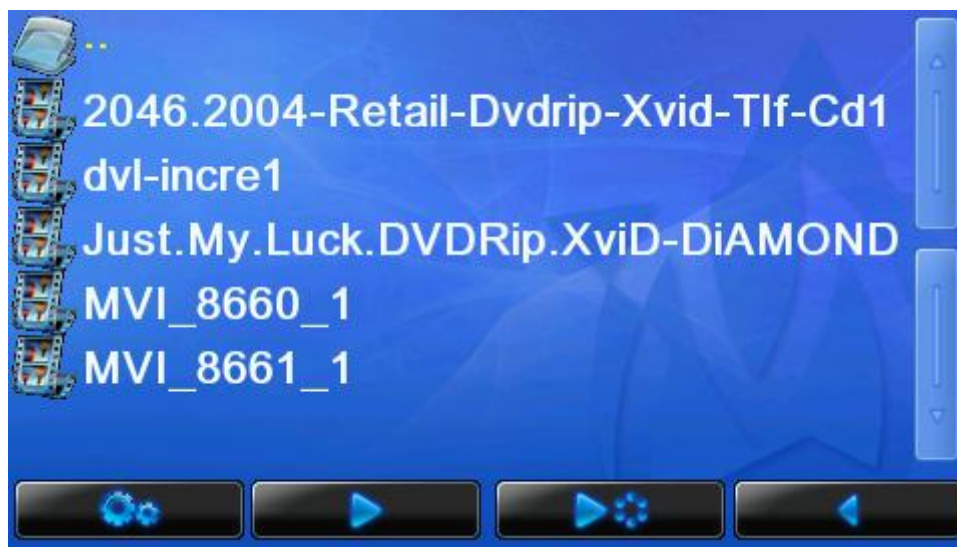 ..
2046.2004-Retail-Dvdrip-Xvid-Tlf-Cd1
dvl-incre1
Just.My.Luck.DVDRip.XviD-DiAMOND
MVI_8660_1
MVI_8661_1